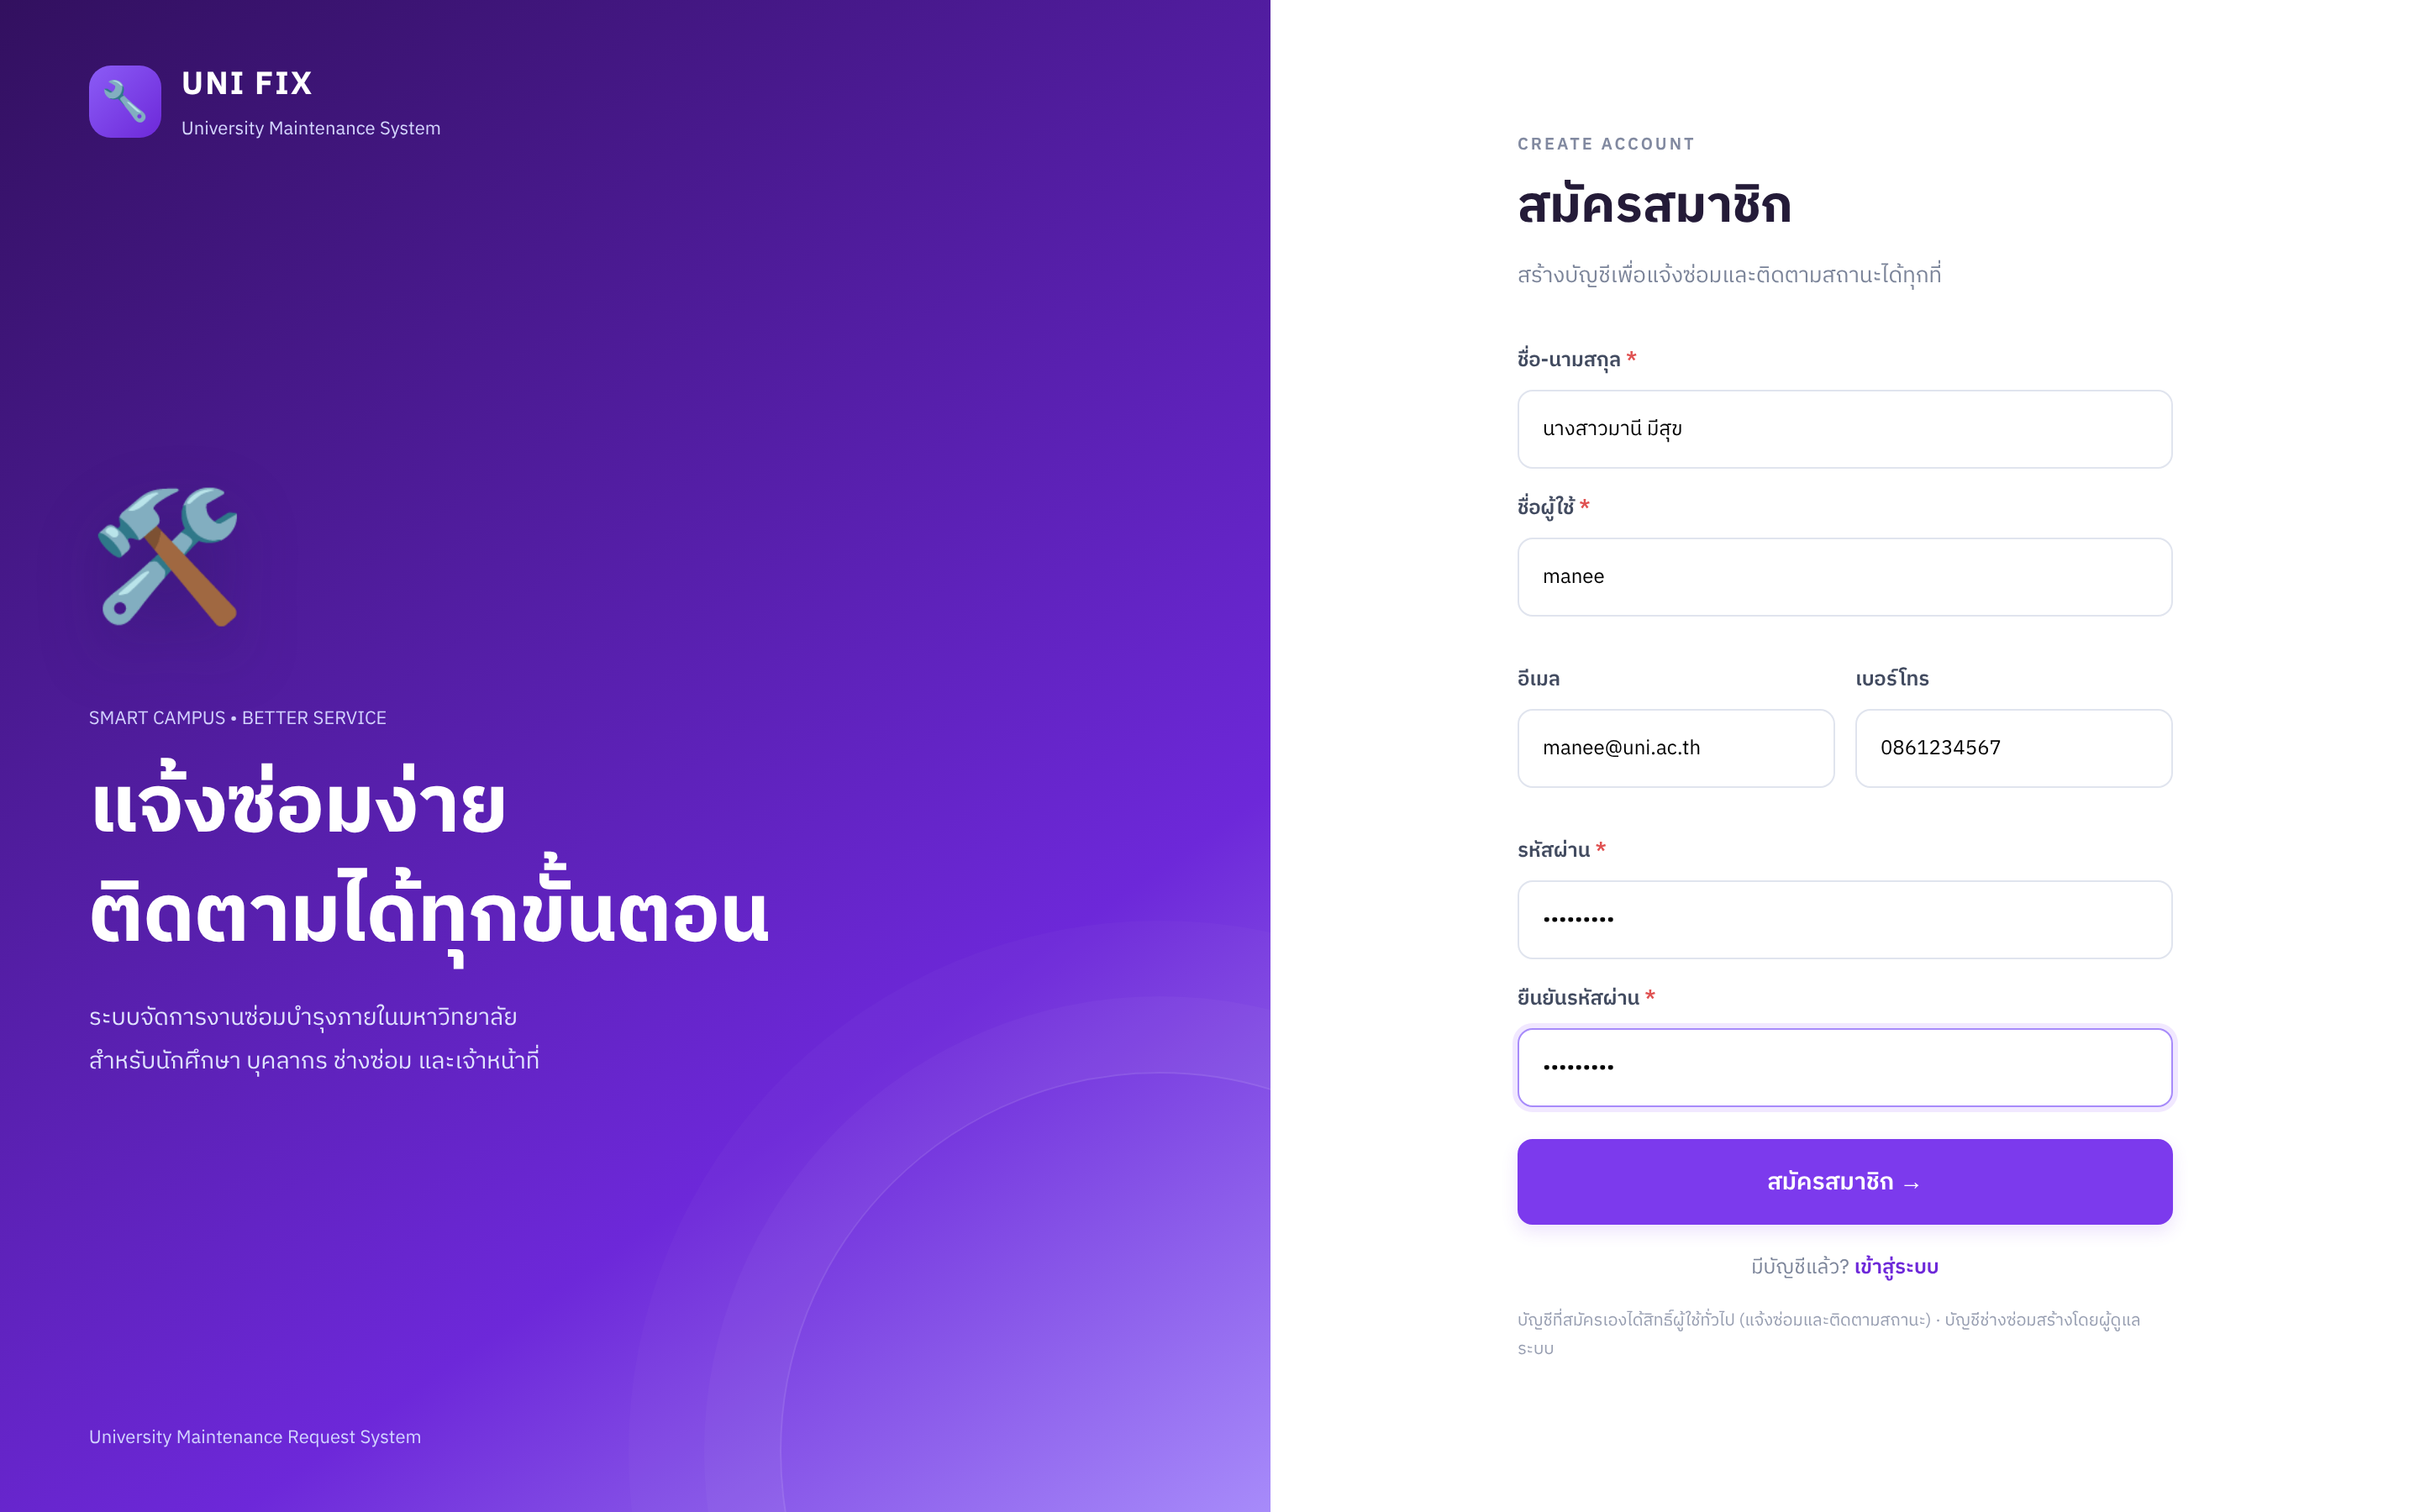 UNI FIX
University Maintenance System
SMART CAMPUS • BETTER SERVICE
แจ้งซ่อมง่าย
ติดตามได้ทุกขั้นตอน
ระบบจัดการงานซ่อมบำรุงภายในมหาวิทยาลัย
สำหรับนักศึกษา บุคลากร ช่างซ่อม และเจ้าหน้าที่
University Maintenance Request System
CREATE ACCOUNT
สมัครสมาชิก
สร้างบัญชีเพื่อแจ้งซ่อมและติดตามสถานะได้ทุกที่
ชื่อ-นามสกุล *
นางสาวมานี มีสุข
ชื่อผู้ใช้ *
manee
อีเมล
manee@uni.ac.th
เบอร์โทร
0861234567
รหัสผ่าน *
•••••••••
ยืนยันรหัสผ่าน *
•••••••••
สมัครสมาชิก →
มีบัญชีแล้ว? เข้าสู่ระบบ
บัญชีที่สมัครเองได้สิทธิ์ผู้ใช้ทั่วไป (แจ้งซ่อมและติดตามสถานะ) · บัญชีช่างซ่อมสร้างโดยผู้ดูแล
ระบบ